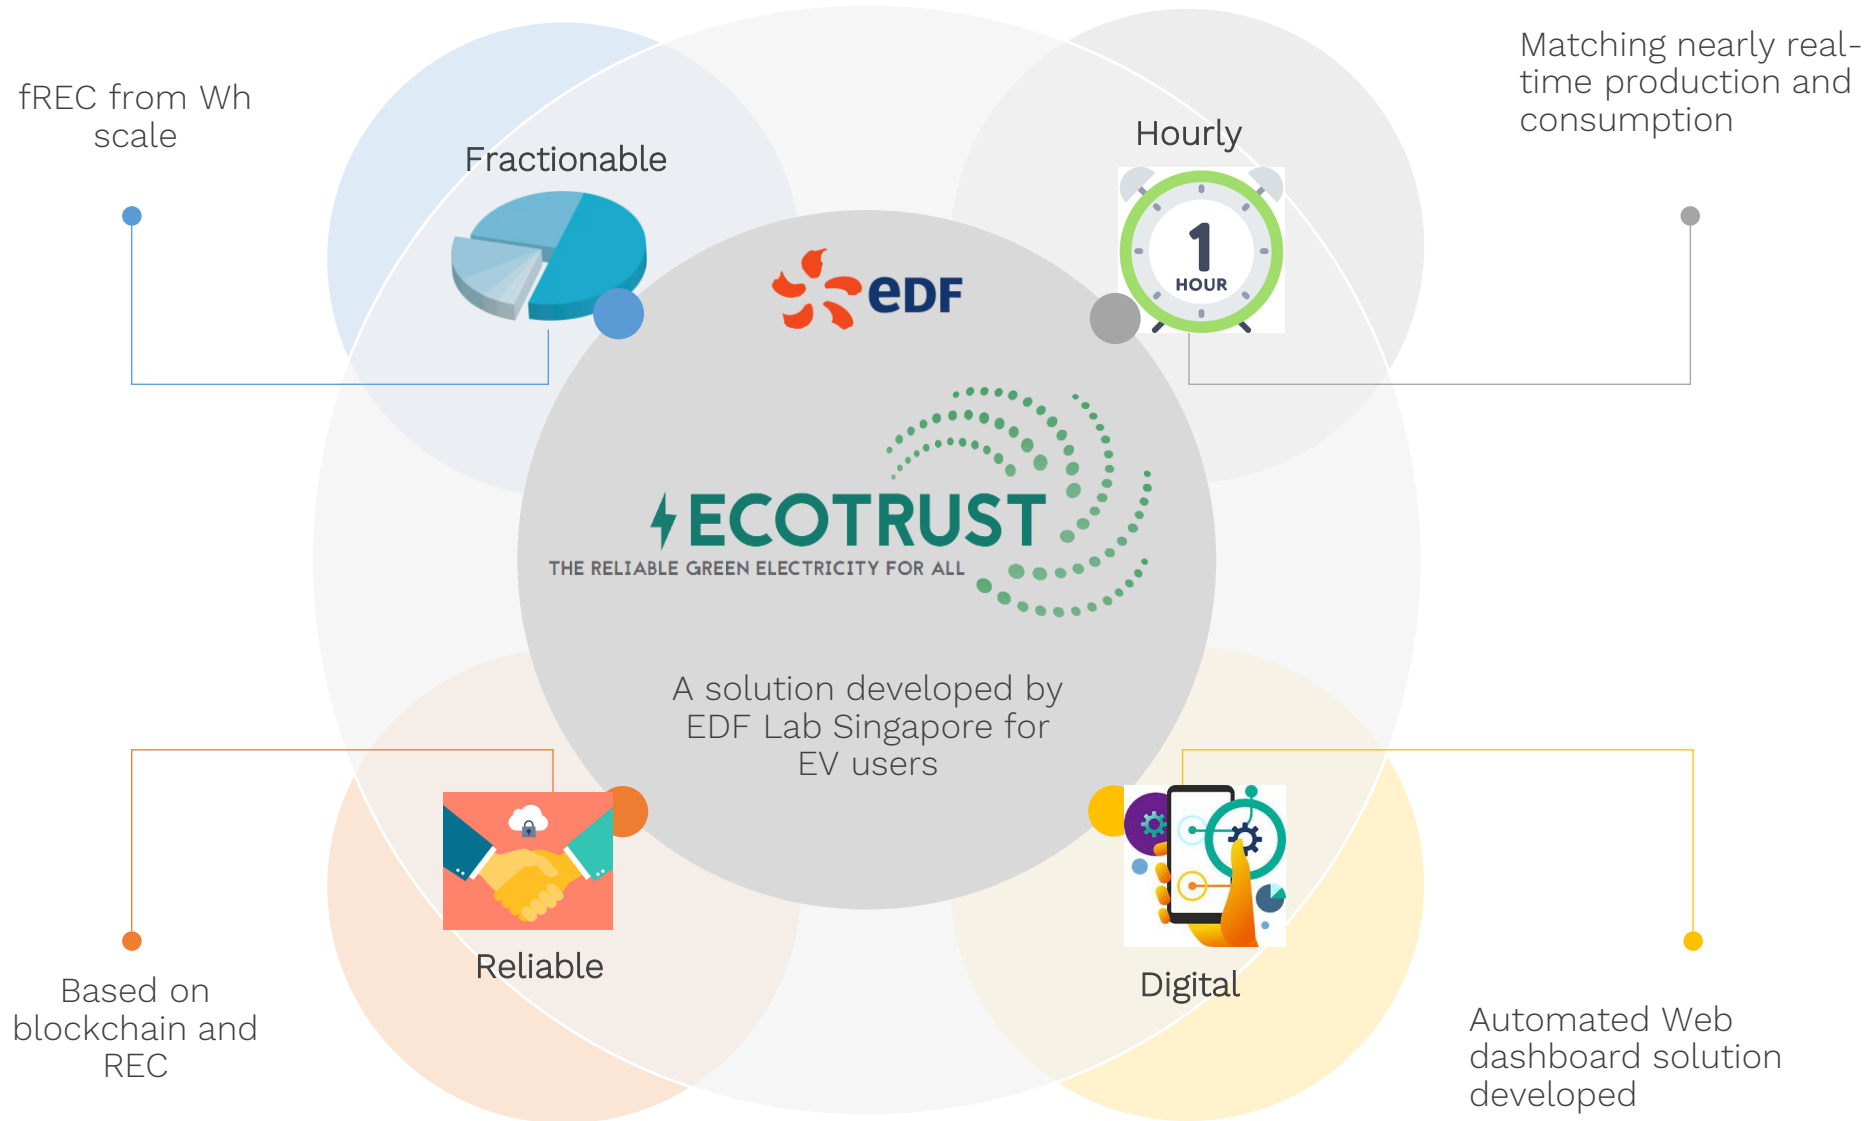 fREC from Wh
scale
Fractionable
Hourly
1
HOUR
Matching nearly real-
time production and
consumption
eDF
ECOTRUST
THE RELIABLE GREEN ELECTRICITY FOR ALL
A solution developed by
EDF Lab Singapore for
EV users
Reliable
Based on
blockchain and
REC
Digital
Automated Web
dashboard solution
developed